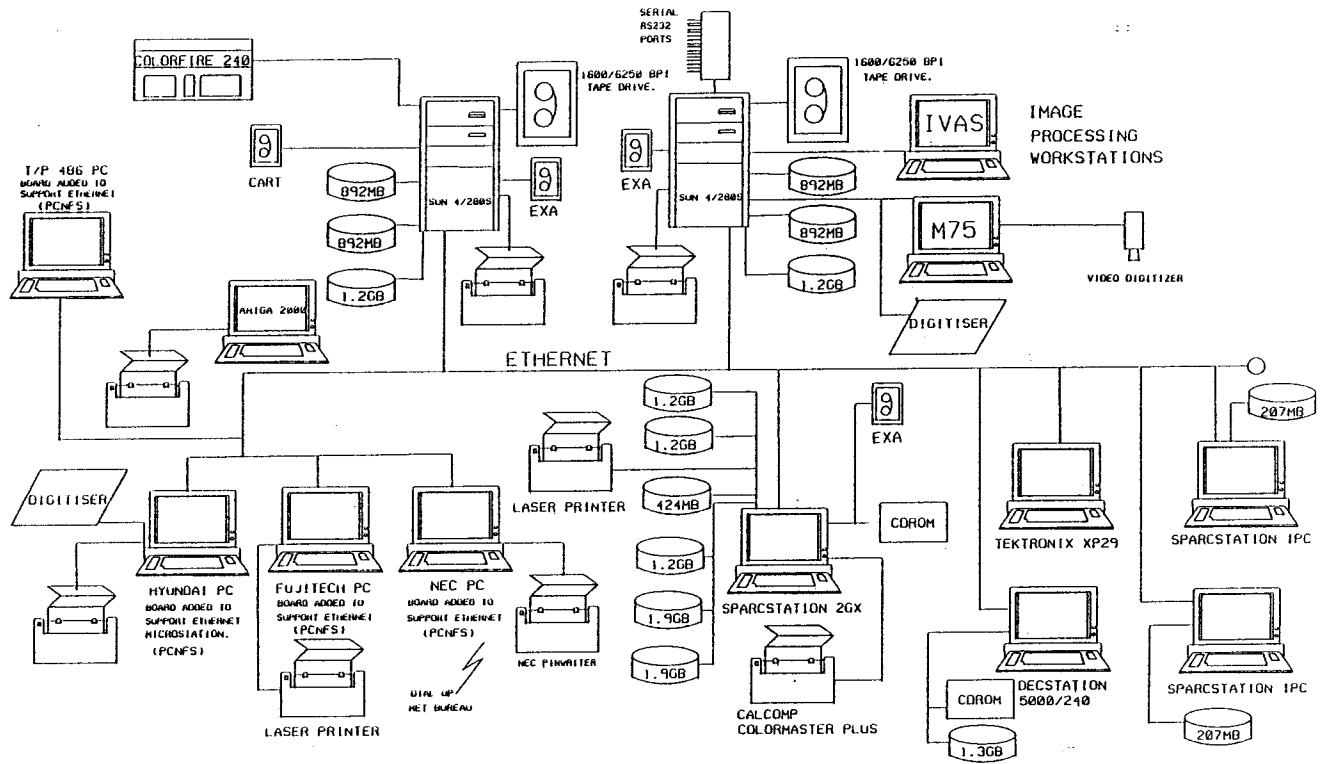 SERIAL
RS232
PORTS
COLORFIRE 240
1600/6250 BPI
TAPE DRIVE.
1600/6250 BPI
TAPE DRIVE.
IVAS
IMAGE
PROCESSING
WORKSTATIONS
T/P 486 PC
BOARD ADDED TO
SUPPORT ETHERNET
(PCNFS)
CART
892MB
SUN 4/280S
EXA
EXA
SUN 4/280S
892MB
892MB
892MB
M75
VIDEO DIGITIZER
1.2GB
1.2GB
AMIGA 2000
DIGITISER
ETHERNET
1.2GB
EXA
207MB
1.2GB
DIGITISER
LASER PRINTER
424MB
CDROM
TEKTRONIX XP29
SPARCSTATION IPC
HYUNDAI PC
BOARD ADDED TO
SUPPORT ETHERNET
MICROSTATION.
(PCNFS)
FUJITECH PC
BOARD ADDED TO
SUPPORT ETHERNET
(PCNFS)
NEC PC
BOARD ADDED TO
SUPPORT ETHERNET
(PCNFS)
1.2GB
SPARCSTATION 2GX
1.9GB
NEC PINWRITER
1.9GB
DIAL UP
MET BUREAU
LASER PRINTER
CALCOMP
COLORMASTER PLUS
DECSTATION
5000/240
CDROM
1.3GB
SPARCSTATION IPC
207MB